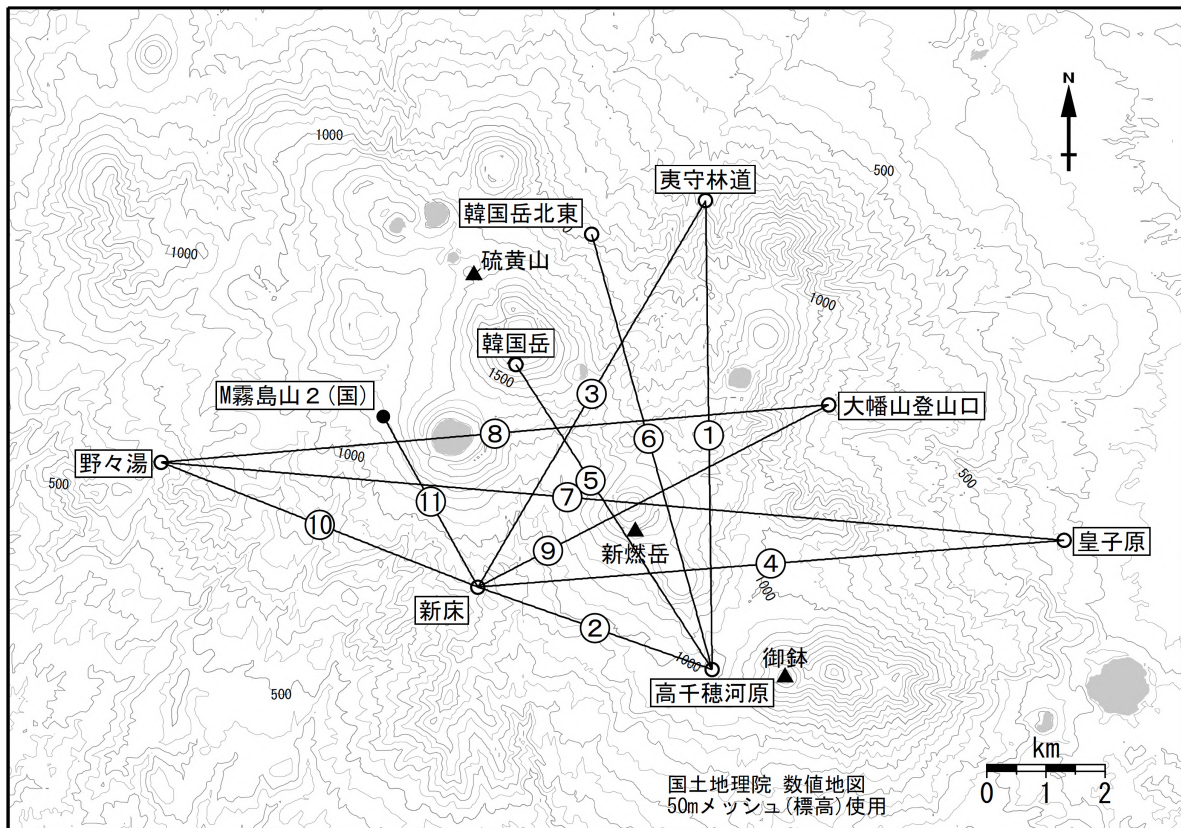 N
1000
500
夷守林道
韓国岳北東
1000
硫黄山
1000
韓国岳
1500
③
M霧島山2(国)
大幡山登山口
⑧
⑥
①
野々湯
1000
500
⑤
500
⑦
⑪
⑩
新燃岳
⑨
④
皇子原
1000
新床
②
1000
御鉢
高千穂河原
500
km
国土地理院 数値地図
50mメッシュ(標高)使用
0 1 2